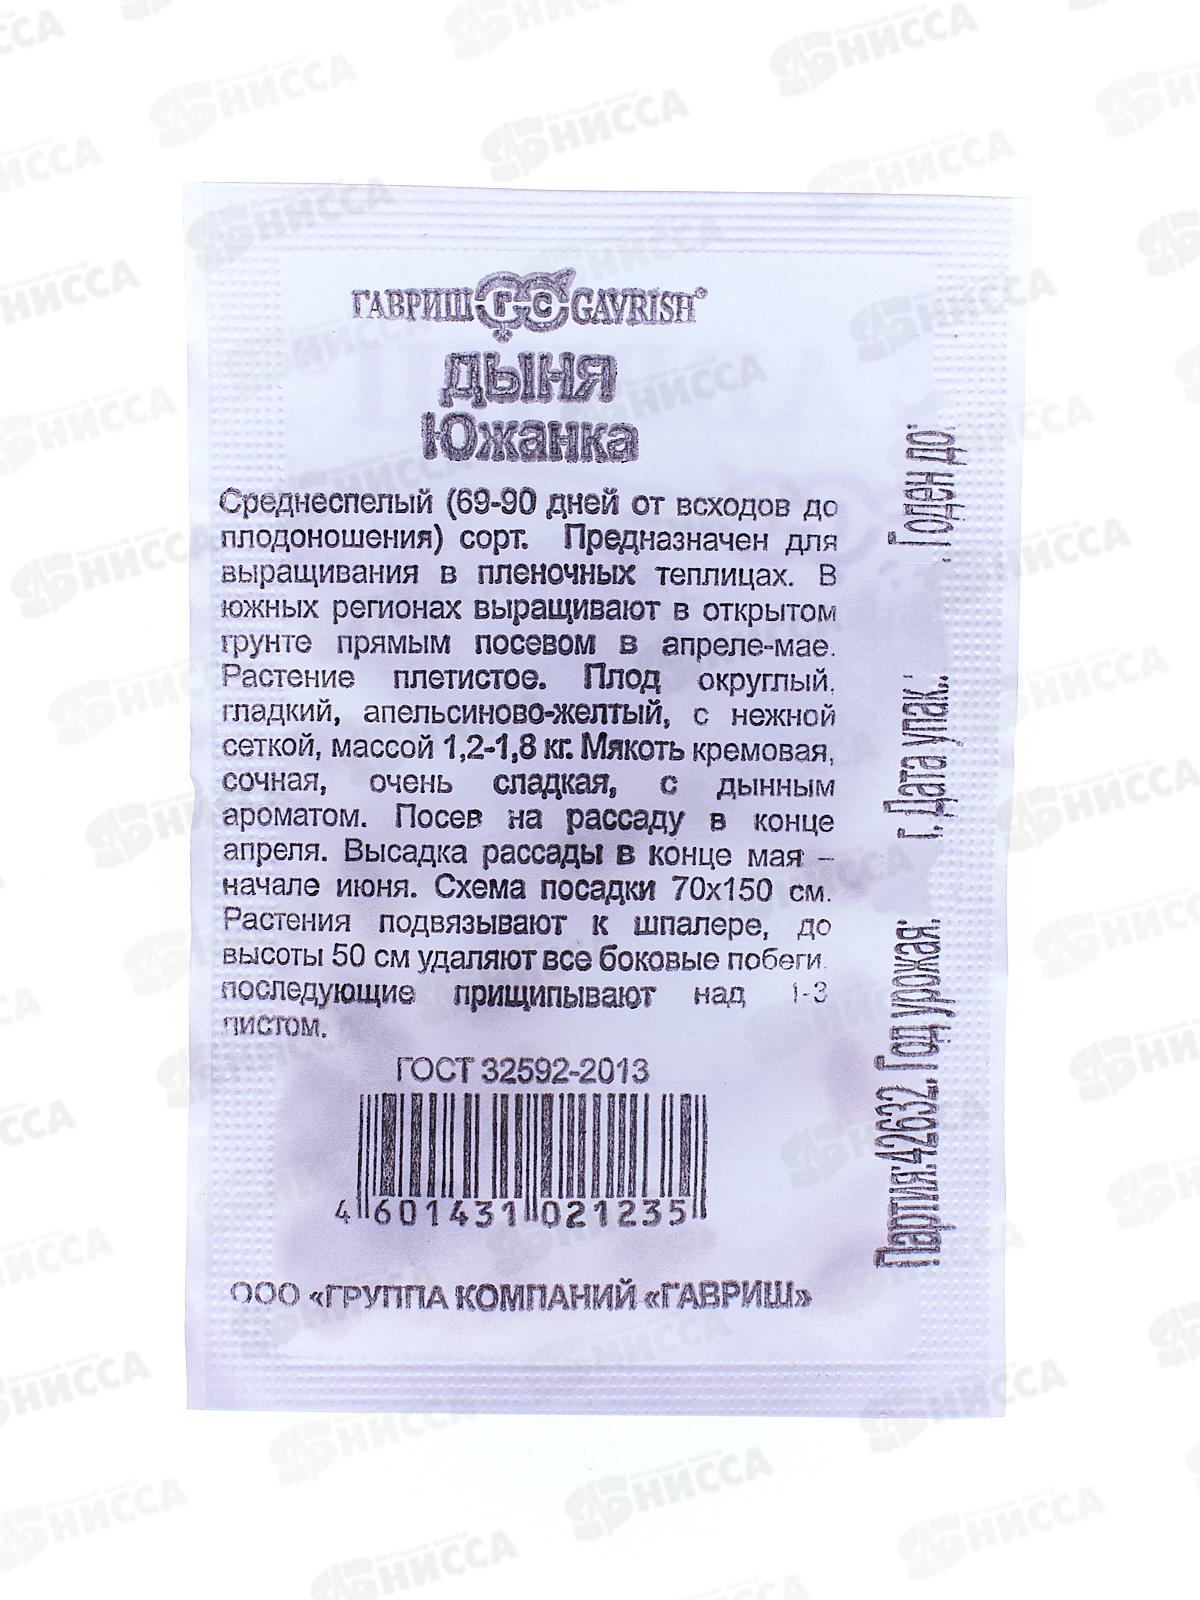 ГАВРИШ ГС GAVRISH®
ДЫНЯ
Южанка
Среднеспелый (69-90 дней от всходов до
плодоношения) сорт. Предназначен для
выращивания в пленочных теплицах. В
южных регионах выращивают в открытом
грунте прямым посевом в апреле-мае.
Растение плетистое. Плод округлый,
гладкий, апельсиново-желтый, с нежной
сеткой, массой 1,2-1,8 кг. Мякоть кремовая,
сочная, очень сладкая, с дынным
ароматом. Посев на рассаду в конце
апреля. Высадка рассады в конце мая –
начале июня. Схема посадки 70х150 см.
Растения подвязывают к шпалере, до
высоты 50 см удаляют все боковые побеги,
последующие прищипывают над 1-3
листом.
ГОСТ 32592-2013
4 601431 021235
ООО «ГРУППА КОМПАНИЙ «ГАВРИШ»
Партия:42632. Год урожая: г. Дата упак.: . Годен до:
БНИССА